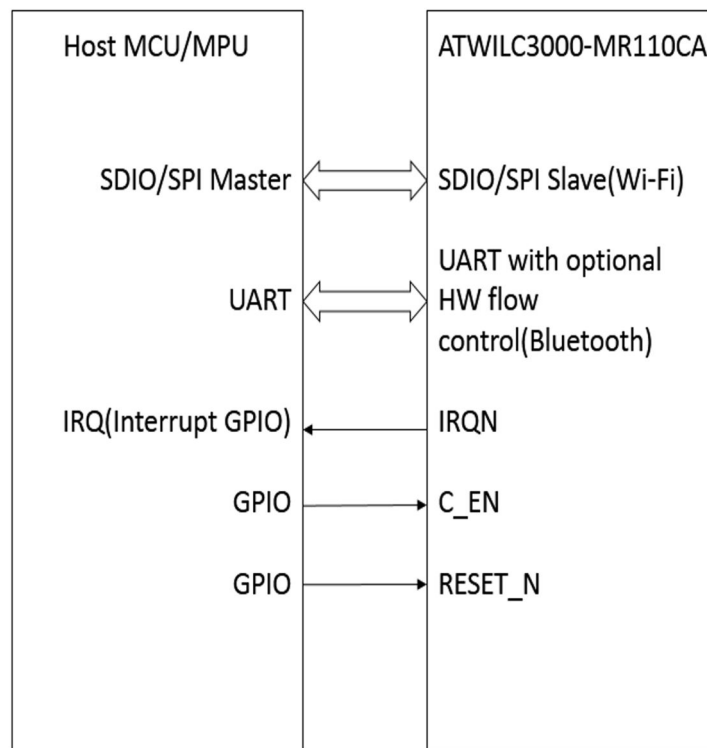 Host MCU/MPU
ATWILC3000-MR110CA
SDIO/SPI Master
SDIO/SPI Slave(Wi-Fi)
UART
UART with optional
HW flow
control(Bluetooth)
IRQ(Interrupt GPIO)
IRQN
GPIO
C_EN
GPIO
RESET_N